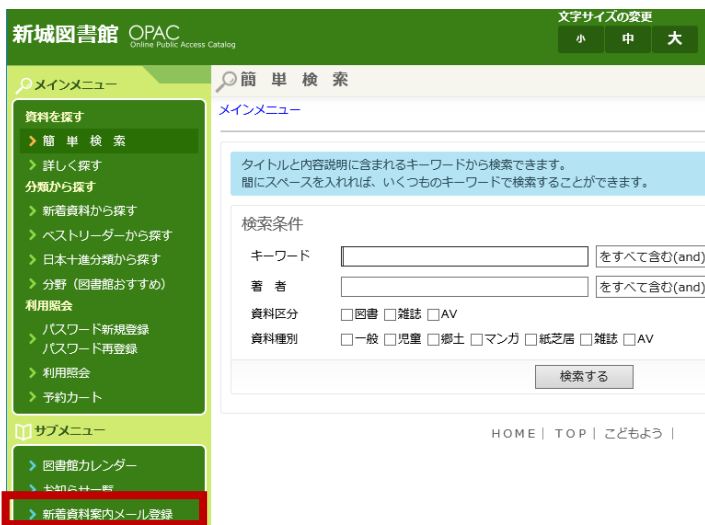 新城図書館 OPAC
Online Public Access Catalog
文字サイズの変更
小 中 大
メインメニュー
資料を探す
簡単検索
詳しく探す
分類から探す
新着資料から探す
ベストリーダーから探す
日本十進分類から探す
分野（図書館おすすめ）
利用照会
パスワード新規登録
パスワード再登録
利用照会
予約カート
サブメニュー
図書館カレンダー
お知らせ一覧
新着資料案内メール登録
簡単検索
メインメニュー
タイトルと内容説明に含まれるキーワードから検索できます。
間にスペースを入れれば、いくつものキーワードで検索することができます。
検索条件
キーワード をすべて含む(and)
著者 をすべて含む(and)
資料区分 図書 雑誌 AV
資料種別 一般 児童 郷土 マンガ 紙芝居 雑誌 AV
検索する
HOME| TOP| こどもよう |